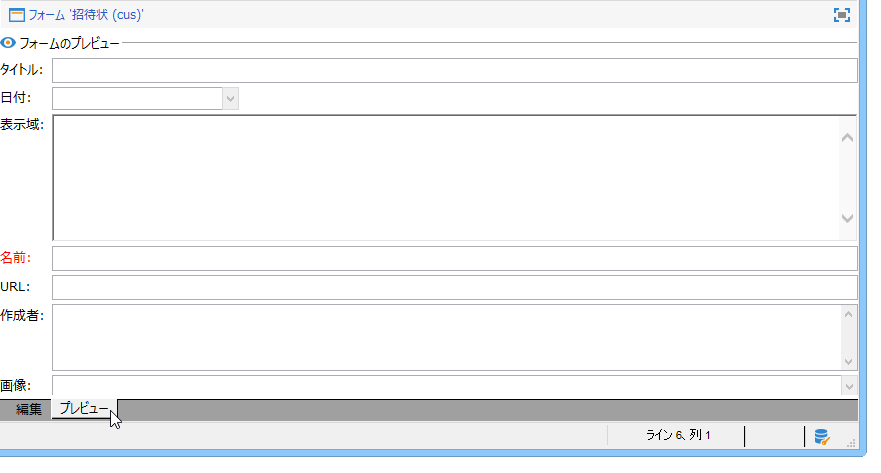 フォーム '招待状 (cus)'
フォームのプレビュー
タイトル:
日付:
表示域:
名前:
URL:
作成者:
画像:
編集 プレビュー
ライン 6、列 1